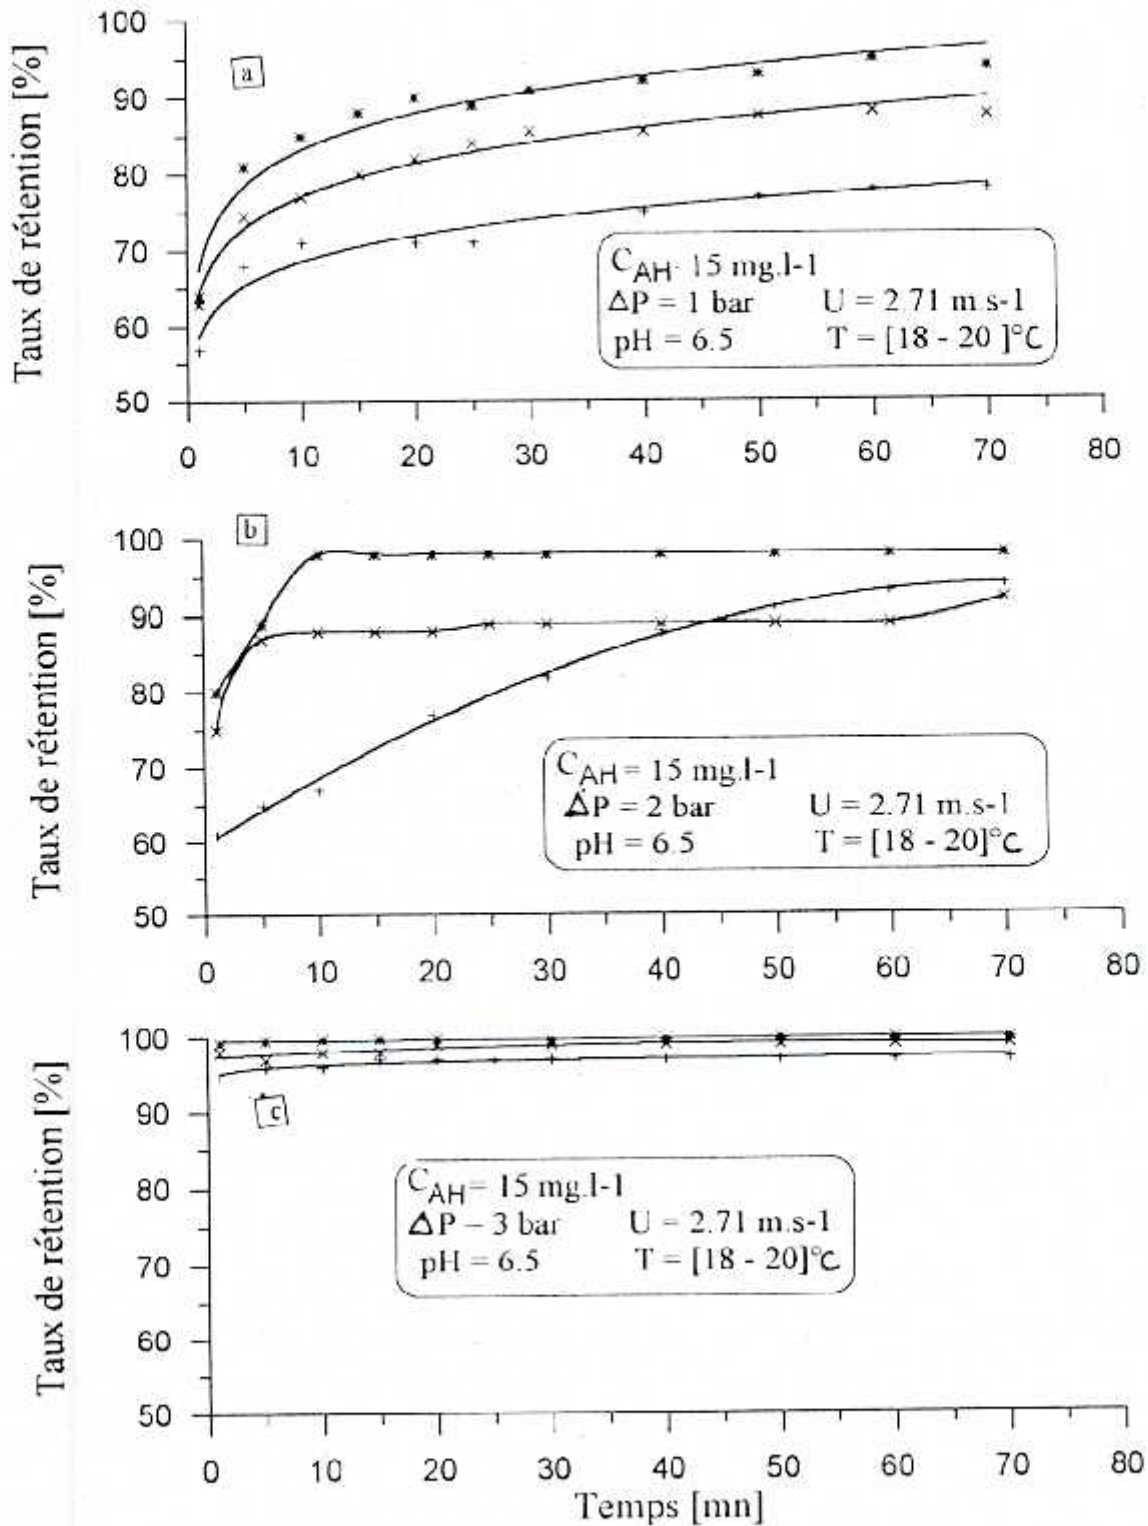 Taux de rétention [%]
100
90
80
70
60
50
a
C AH- 15 mg.l-1
ΔP = 1 bar U = 2.71 m.s-1
pH = 6.5 T = [18 - 20 ]°C
0 10 20 30 40 50 60 70 80
Taux de rétention [%]
100
90
80
70
60
50
b
C AH = 15 mg.l-1
ΔP = 2 bar U = 2.71 m.s-1
pH = 6.5 T = [18 - 20]°C
0 10 20 30 40 50 60 70 80
Taux de rétention [%]
100
90
80
70
60
50
c
C AH = 15 mg.l-1
ΔP – 3 bar U = 2.71 m.s-1
pH = 6.5 T = [18 - 20]°C
0 10 20 30 40 50 60 70 80
Temps [mn]